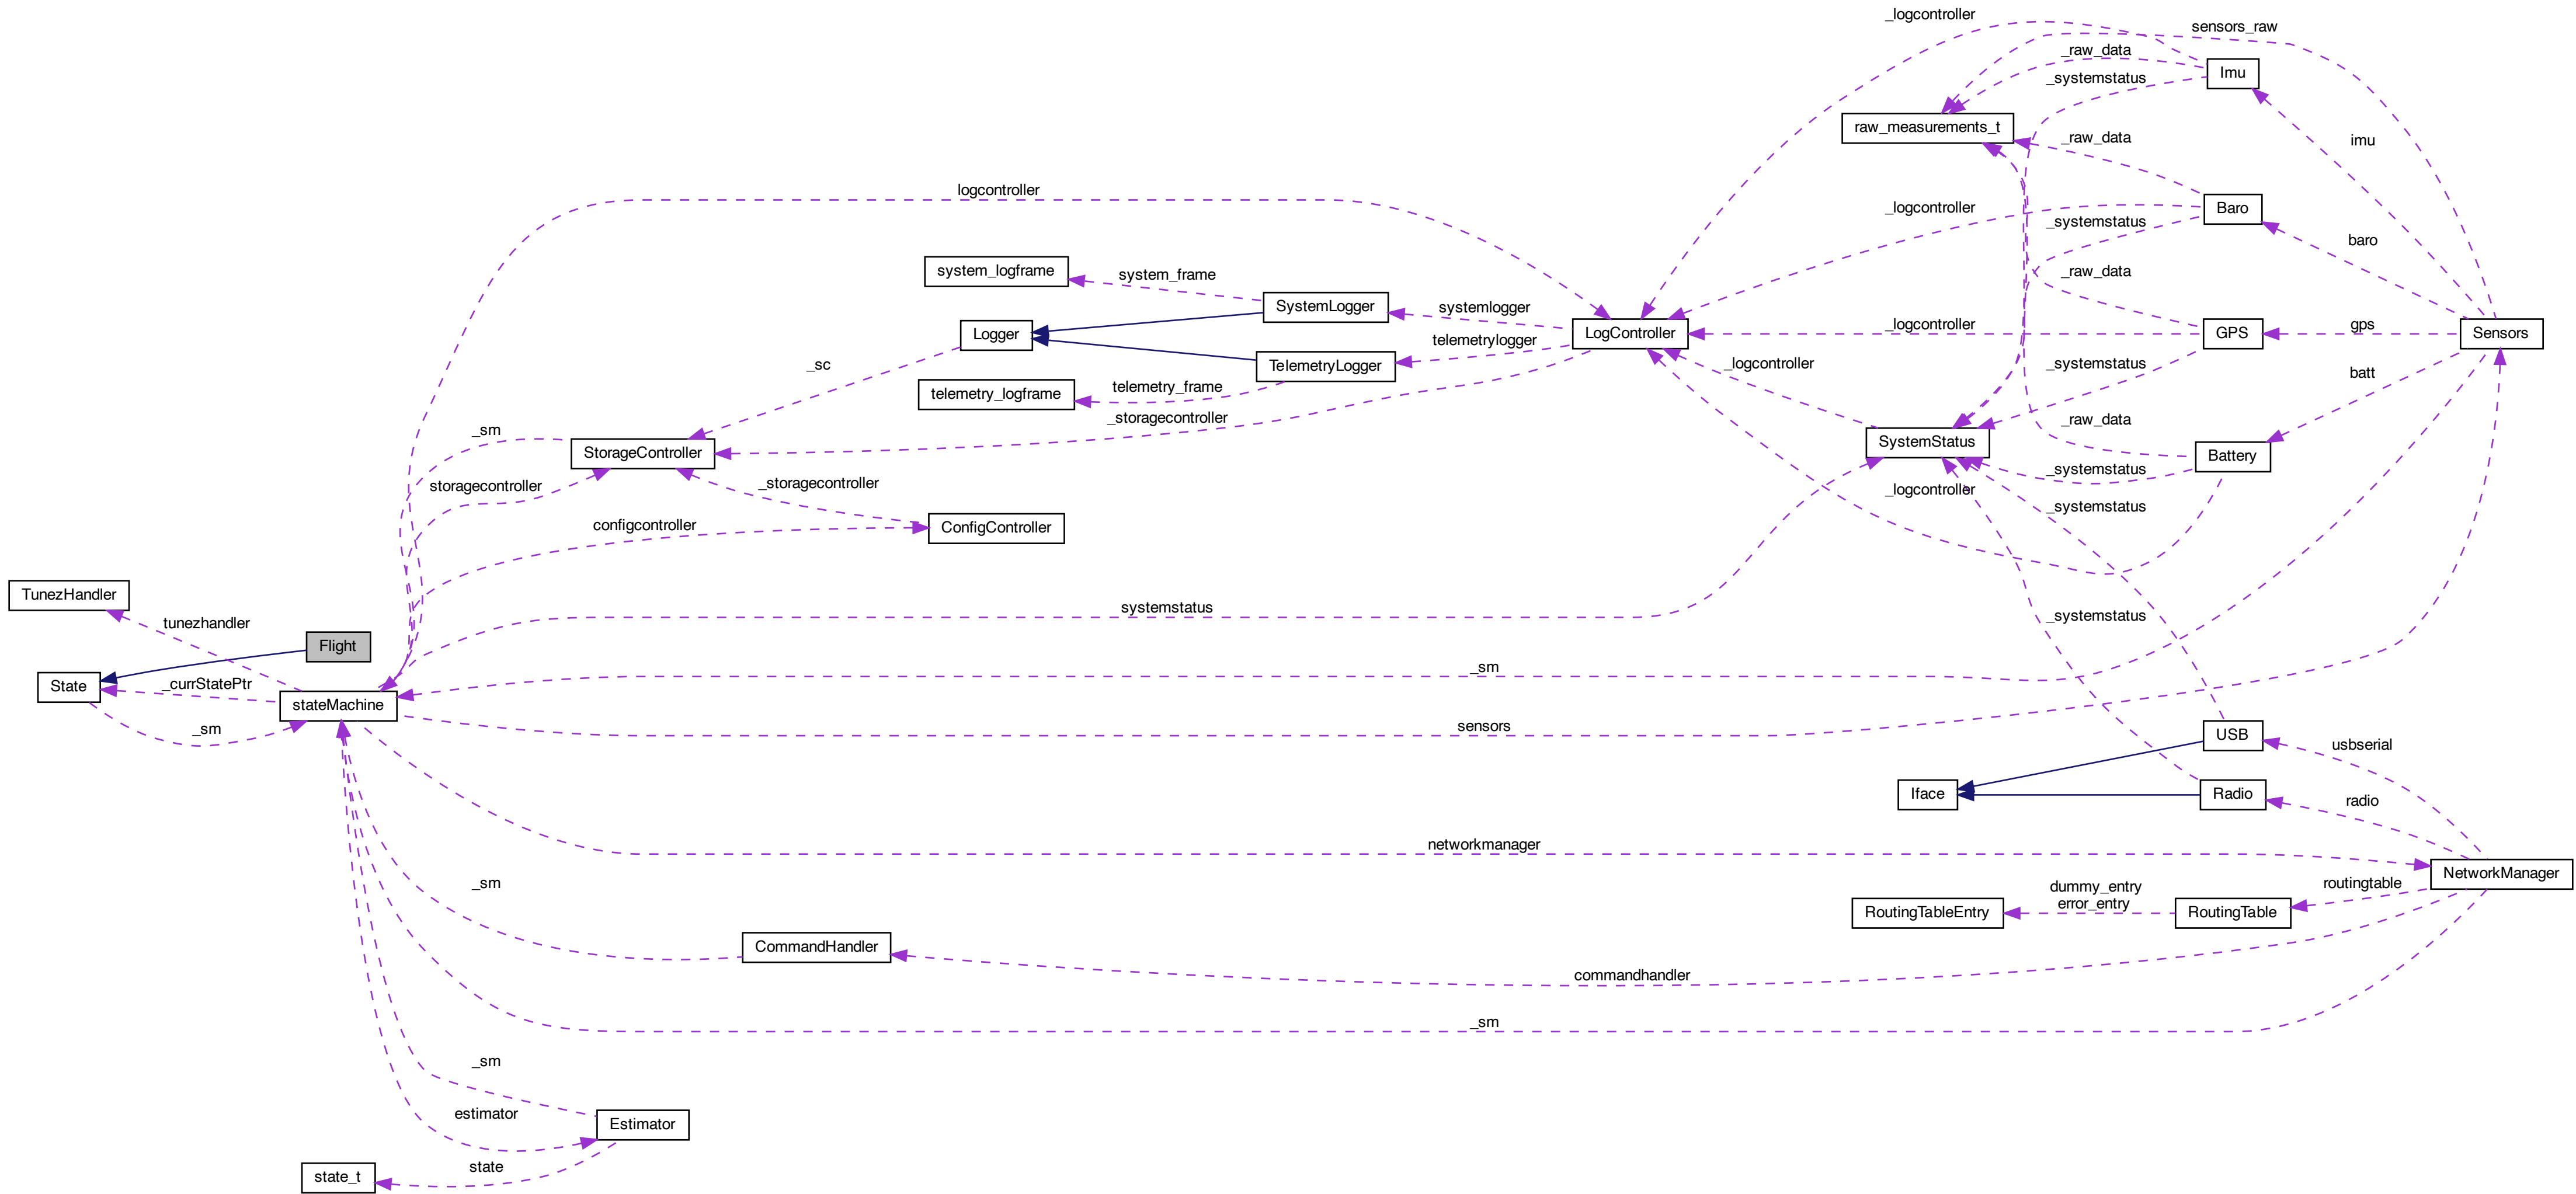 _logcontroller
sensors_raw
_raw_data
Imu
_systemstatus
raw_measurements_t
_raw_data
imu
logcontroller
_logcontroller
Baro
_systemstatus
baro
system_logframe
system_frame
_raw_data
SystemLogger
systemlogger
Logger
LogController
_logcontroller
GPS
gps
Sensors
telemetrylogger
_sc
TelemetryLogger
_logcontroller
_systemstatus
batt
telemetry_logframe
telemetry_frame
_storagecontroller
_raw_data
_sm
StorageController
SystemStatus
Battery
_systemstatus
storagecontroller
_storagecontroller
_logcontroller
_systemstatus
configcontroller
ConfigController
TunezHandler
systemstatus
_systemstatus
tunezhandler
Flight
_sm
State
_currStatePtr
stateMachine
_sm
sensors
USB
usbserial
Iface
Radio
radio
networkmanager
NetworkManager
_sm
dummy_entry
error_entry
routingtable
RoutingTableEntry
RoutingTable
CommandHandler
commandhandler
_sm
_sm
estimator
Estimator
state
state_t